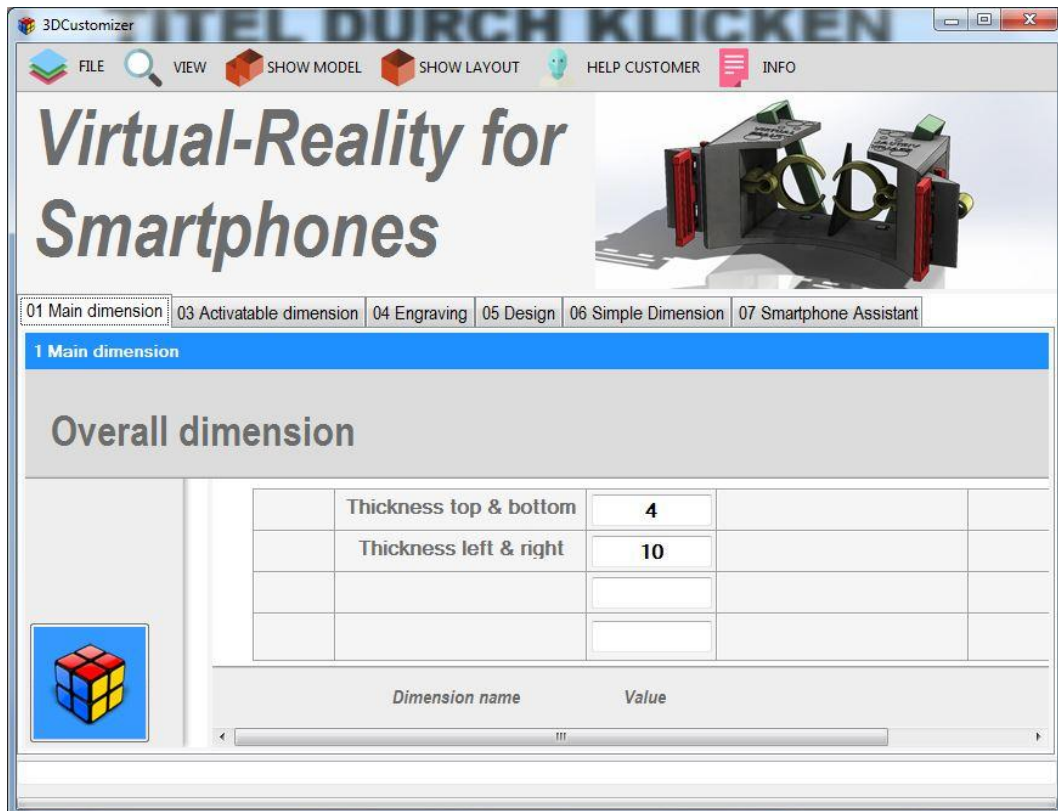 TITEL DURCH KLICKEN
3DCustomizer
FILE VIEW SHOW MODEL SHOW LAYOUT HELP CUSTOMER INFO
Virtual-Reality for
Smartphones
VIRTUAL
01 Main dimension 03 Activatable dimension 04 Engraving 05 Design 06 Simple Dimension 07 Smartphone Assistant
1 Main dimension
Overall dimension
Thickness top & bottom 4
Thickness left & right 10
Dimension name Value